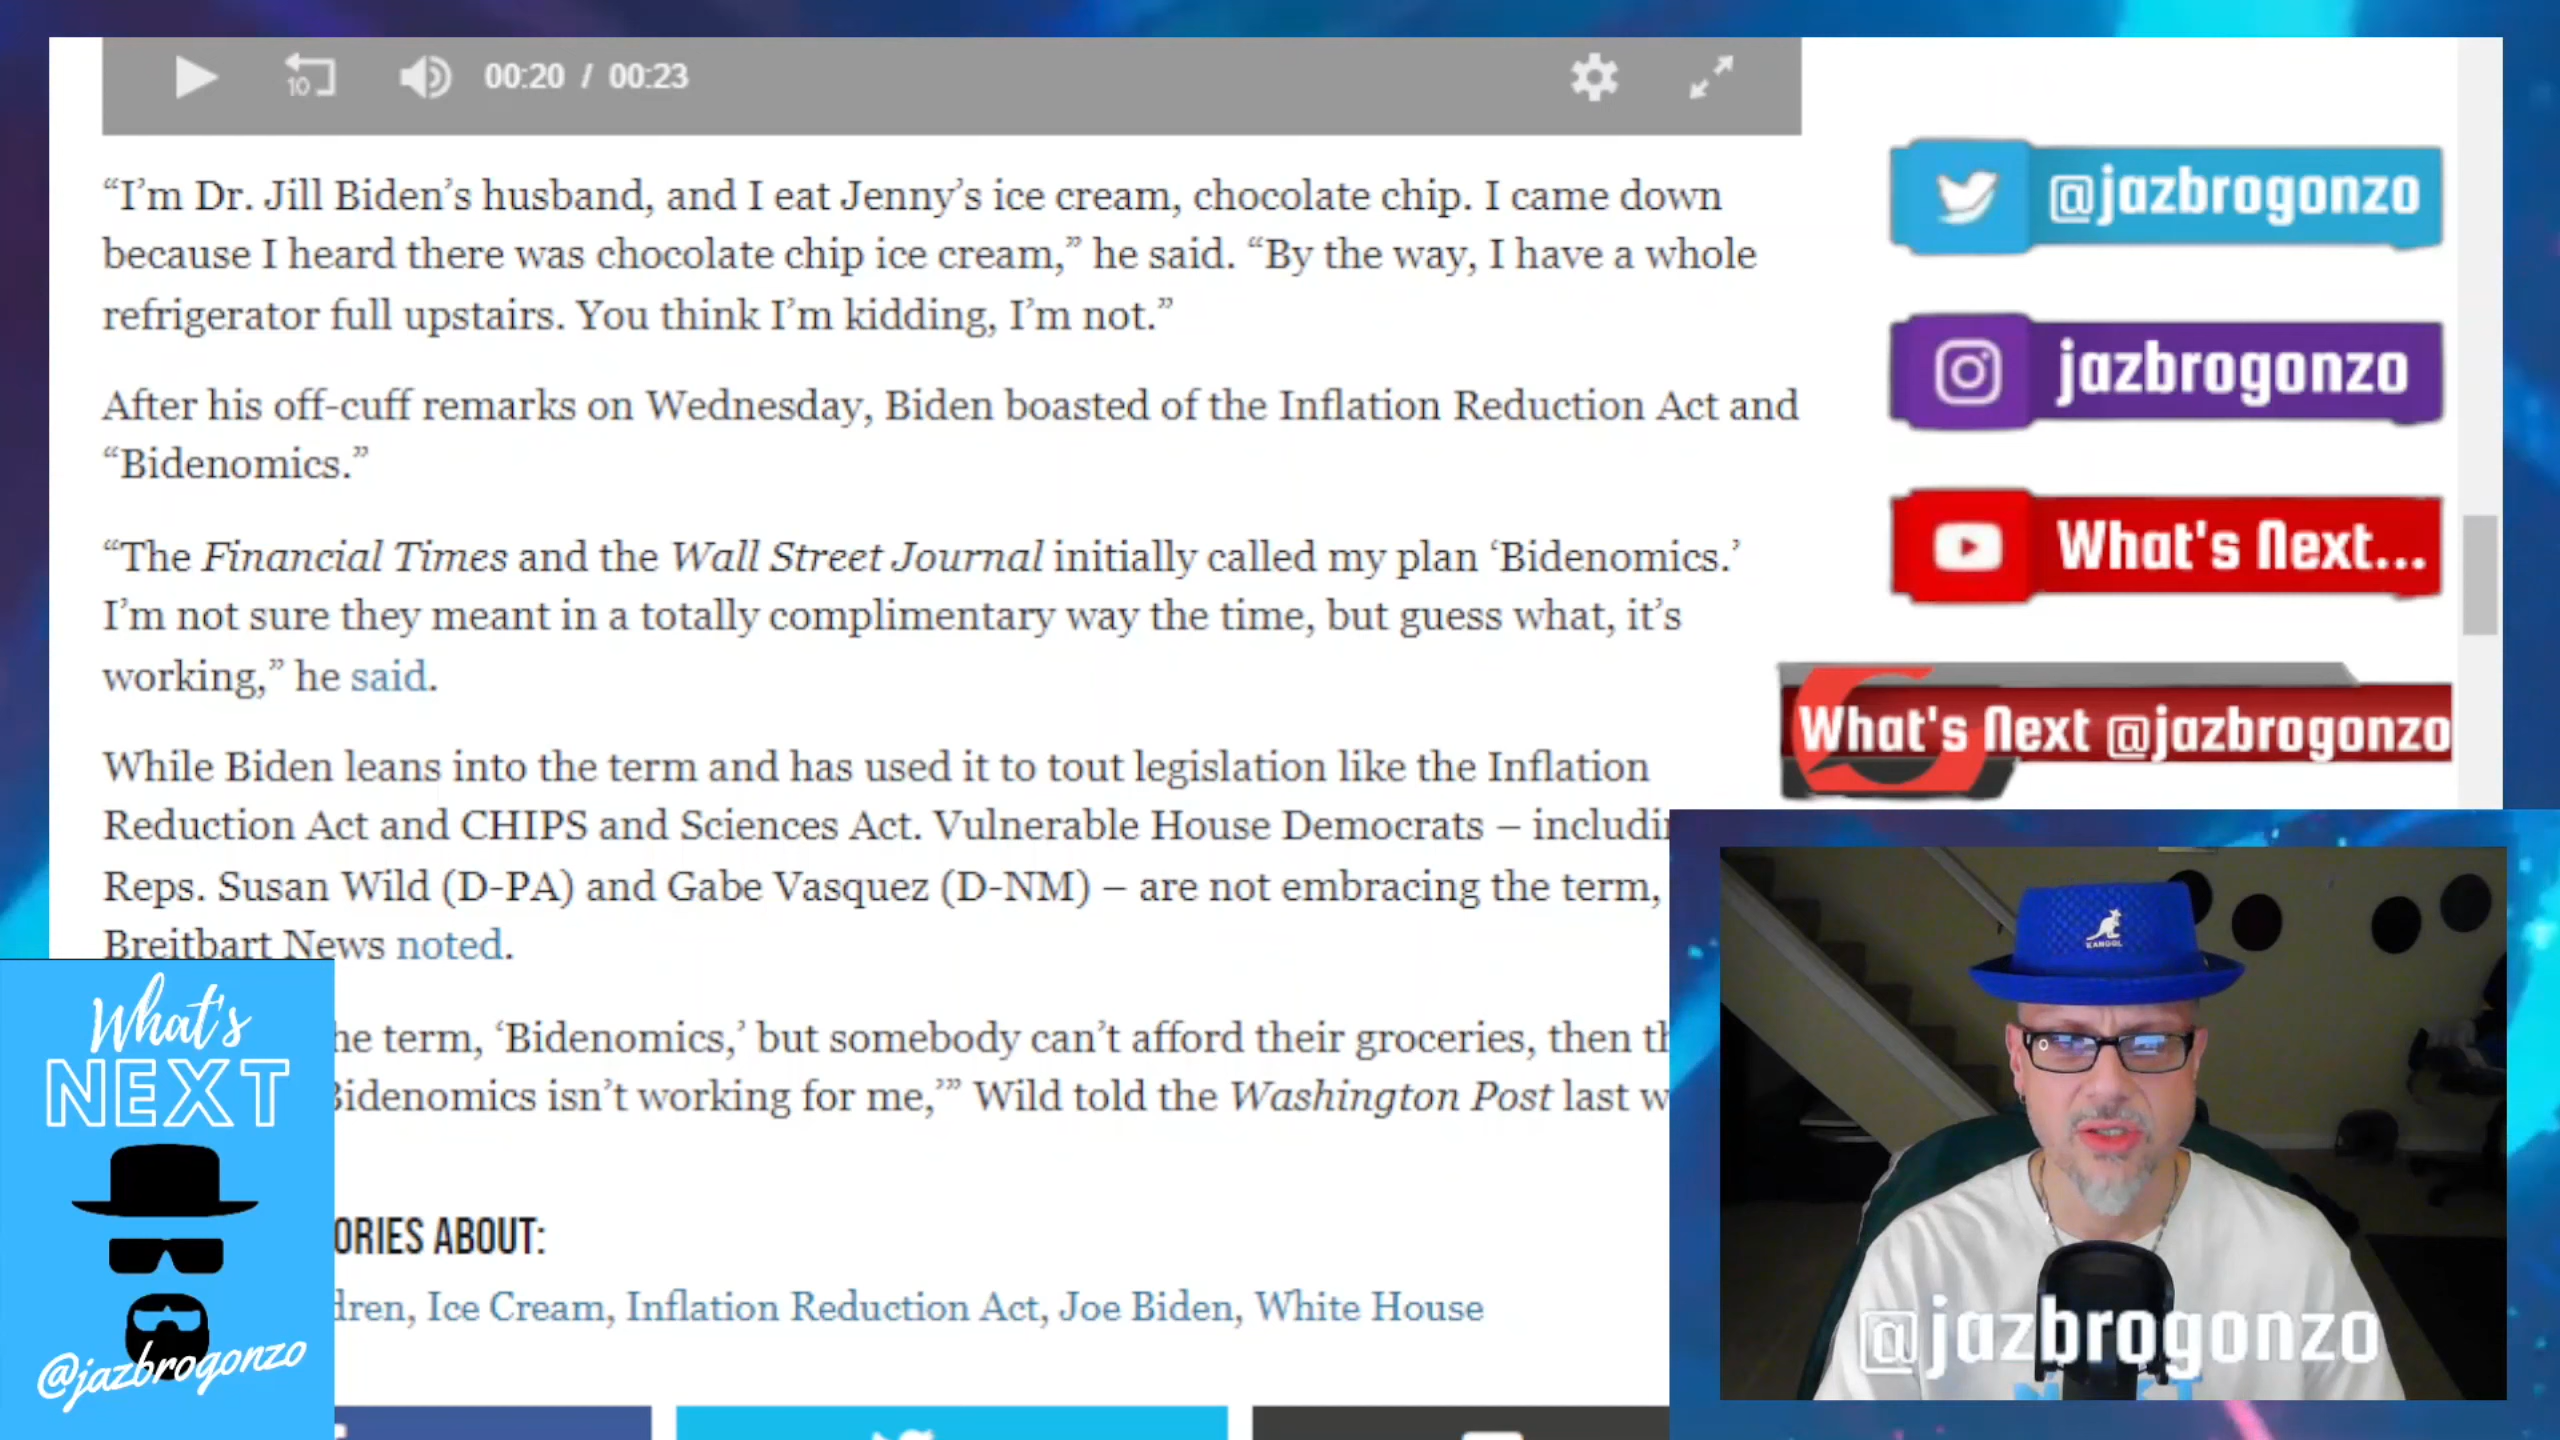 00:20 / 00:23
“I’m Dr. Jill Biden’s husband, and I eat Jenny’s ice cream, chocolate chip. I came down
because I heard there was chocolate chip ice cream,” he said. “By the way, I have a whole
refrigerator full upstairs. You think I’m kidding, I’m not.”
After his off-cuff remarks on Wednesday, Biden boasted of the Inflation Reduction Act and
“Bidenomics.”
“The Financial Times and the Wall Street Journal initially called my plan ‘Bidenomics.’
I’m not sure they meant in a totally complimentary way the time, but guess what, it’s
working,” he said.
While Biden leans into the term and has used it to tout legislation like the Inflation
Reduction Act and CHIPS and Sciences Act. Vulnerable House Democrats – includi
Reps. Susan Wild (D-PA) and Gabe Vasquez (D-NM) – are not embracing the term,
Breitbart News noted.
he term, ‘Bidenomics,’ but somebody can’t afford their groceries, then th
Bidenomics isn’t working for me,’” Wild told the Washington Post last w
ORIES ABOUT:
dren, Ice Cream, Inflation Reduction Act, Joe Biden, White House
10
@jazbrogonzo
jazbrogonzo
What's Next...
What's Next @jazbrogonzo
What's
NEXT
@jazbrogonzo
KANGOL
@jazbrogonzo